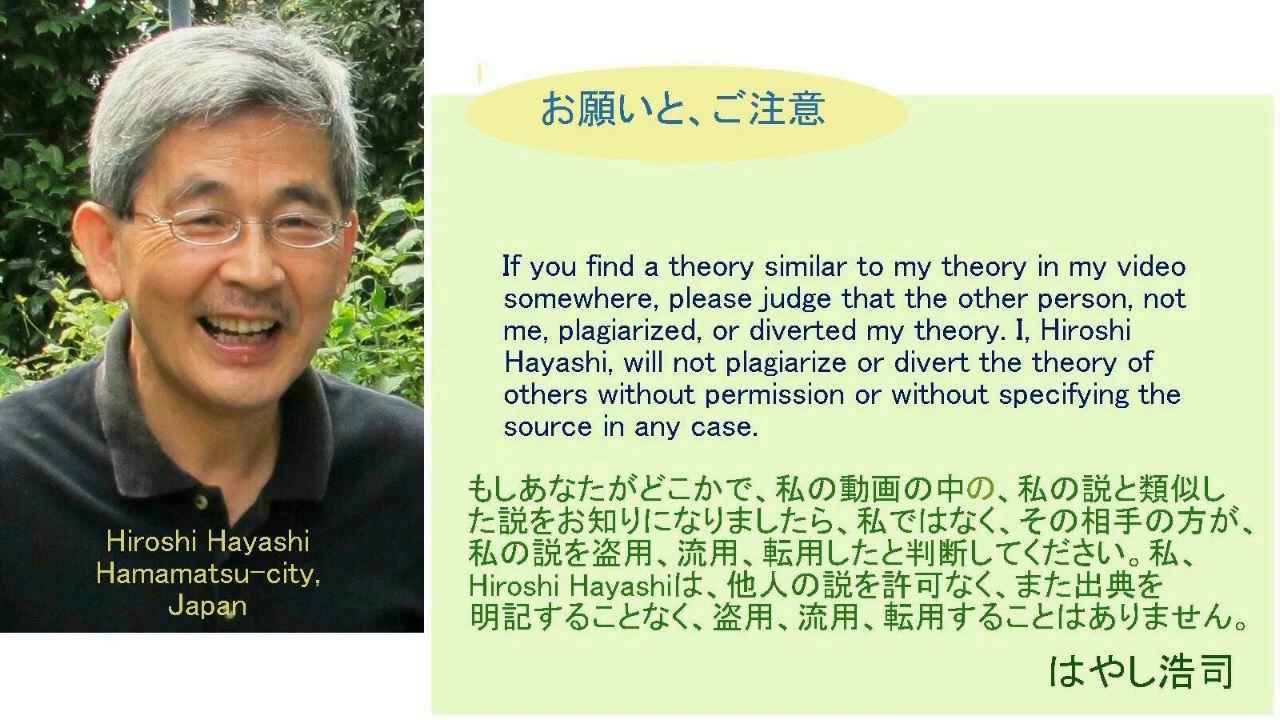 お願いと、ご注意
If you find a theory similar to my theory in my video
somewhere, please judge that the other person, not
me, plagiarized, or diverted my theory. I, Hiroshi
Hayashi, will not plagiarize or divert the theory of
others without permission or without specifying the
source in any case.
もしあなたがどこかで、私の動画の中の、私の説と類似し
た説をお知りになりましたら、私ではなく、その相手の方が、
私の説を盗用、流用、転用したと判断してください。私、
Hiroshi Hayashiは、他人の説を許可なく、また出典を
明記することなく、盗用、流用、転用することはありません。
はやし浩司
Hiroshi Hayashi
Hamamatsu-city,
Japan